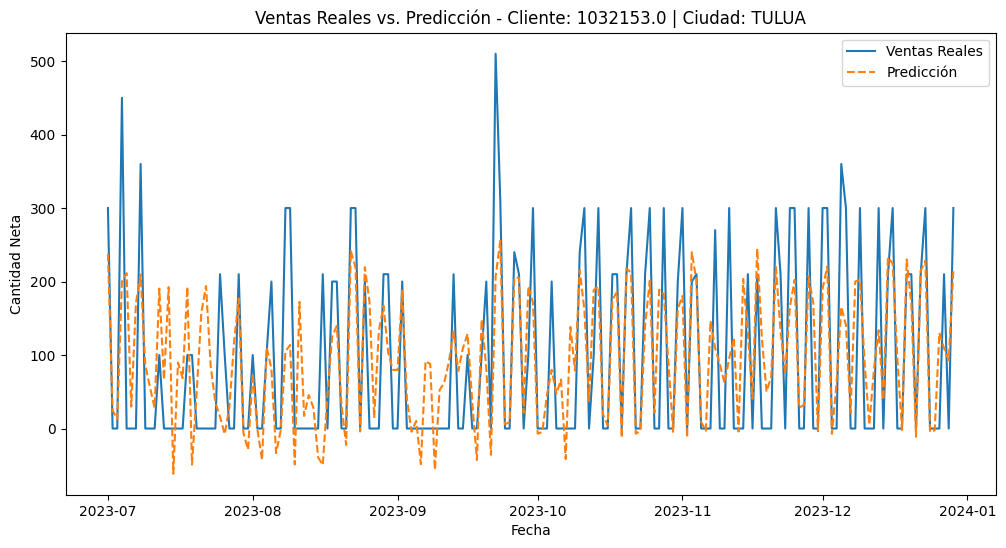 Ventas Reales vs. Predicción - Cliente: 1032153.0 | Ciudad: TULUA
Ventas Reales
Predicción
Cantidad Neta
500
400
300
200
100
0
2023-07
2023-08
2023-09
2023-10
2023-11
2023-12
2024-01
Fecha